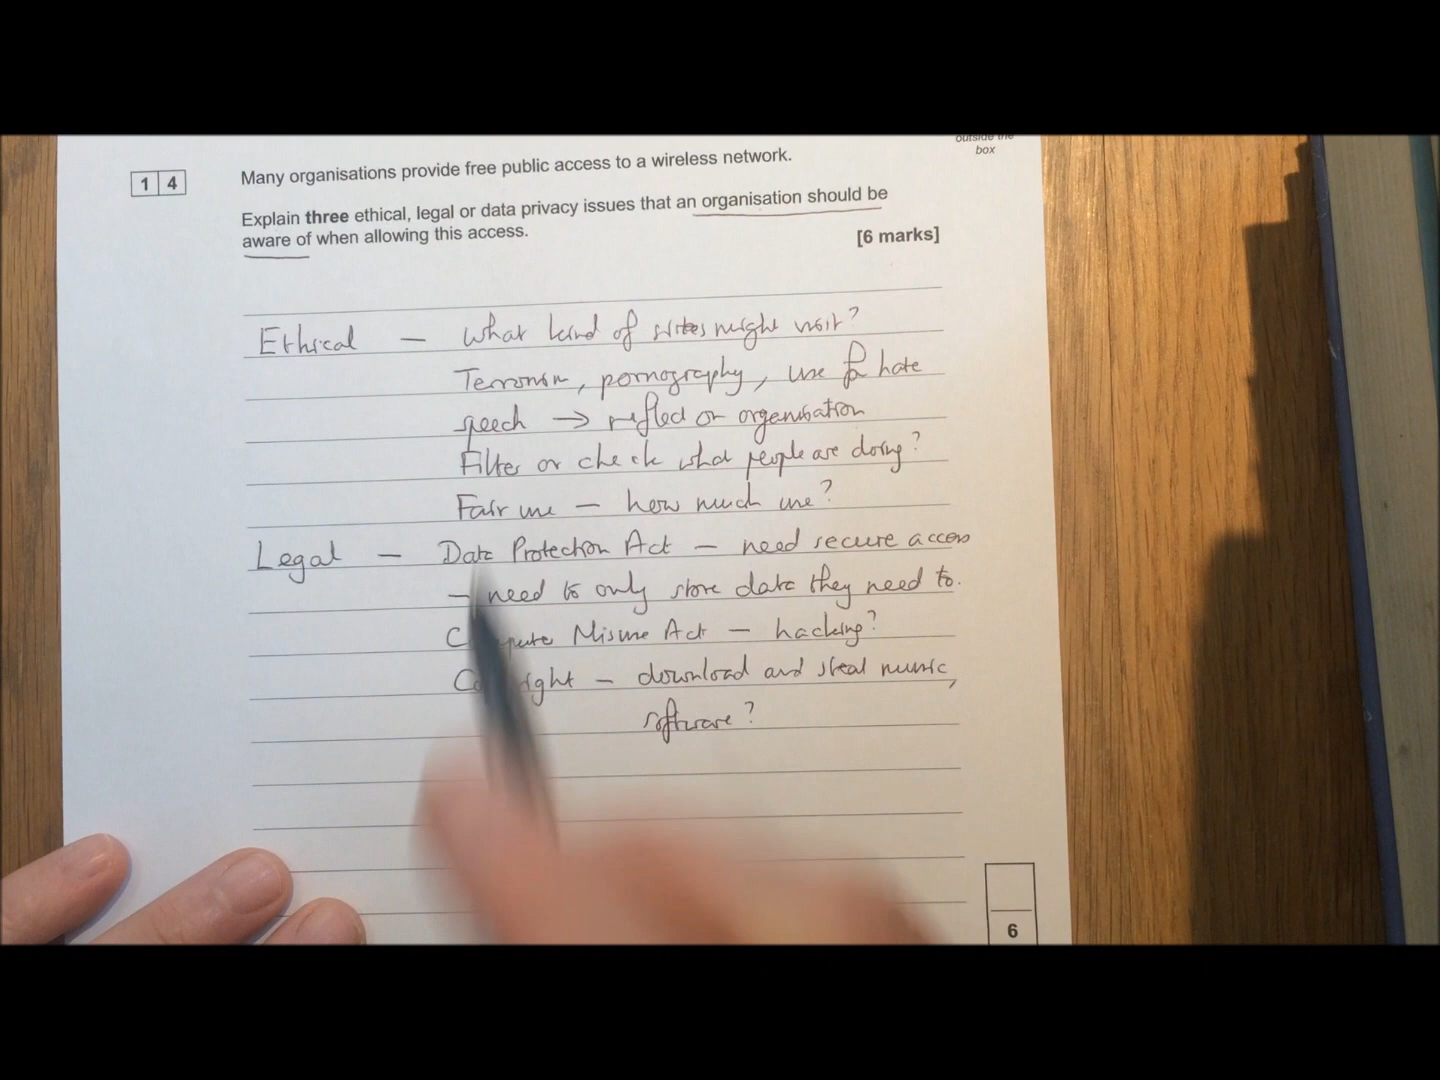 outside the
box
1 4
Many organisations provide free public access to a wireless network.
Explain three ethical, legal or data privacy issues that an organisation should be
aware of when allowing this access.
[6 marks]
Ethical — What kind of sites might visit?
Terrorism, pornography, use for hate
speech → refled on organisation
Filter or check what people are doing?
Fair use — how much use?
Legal — Data Protection Act — need secure access
— need to only store data they need to.
Misuse Act — hacking?
— download and steal music,
software?
6